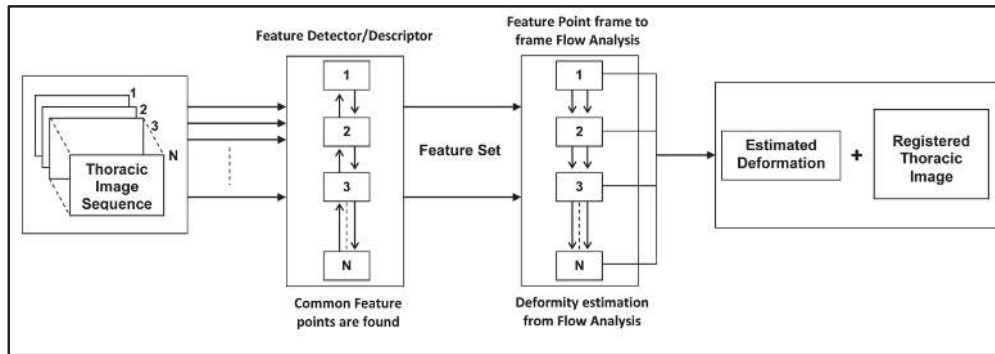 1
2
3
N
Thoracic
Image
Sequence
Feature Detector/Descriptor
1
2
3
N
Common Feature
points are found
Feature Set
Feature Point frame to
frame Flow Analysis
1
2
3
N
Deformity estimation
from Flow Analysis
Estimated
Deformation
+
Registered
Thoracic
Image